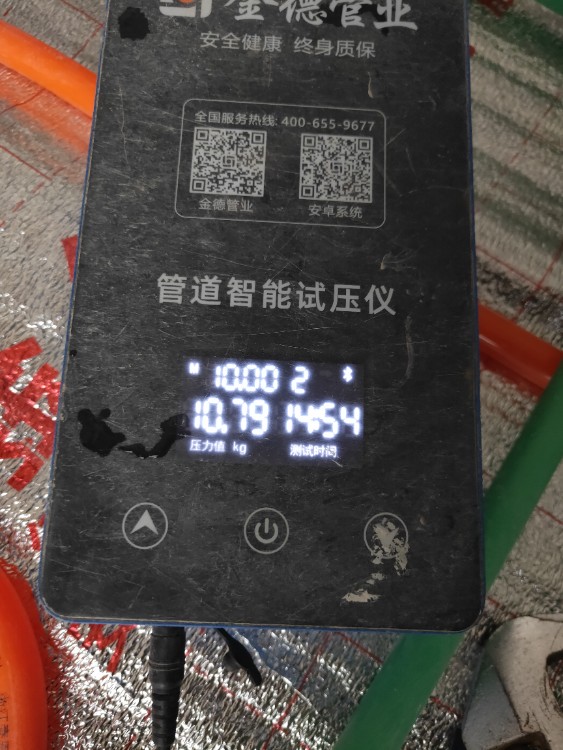 金德管业
安全健康 终身质保
全国服务热线: 400-655-9677
金德管业 安卓系统
管道智能试压仪
M 10.00 2
10.79 14:54
压力值 kg 测试时间